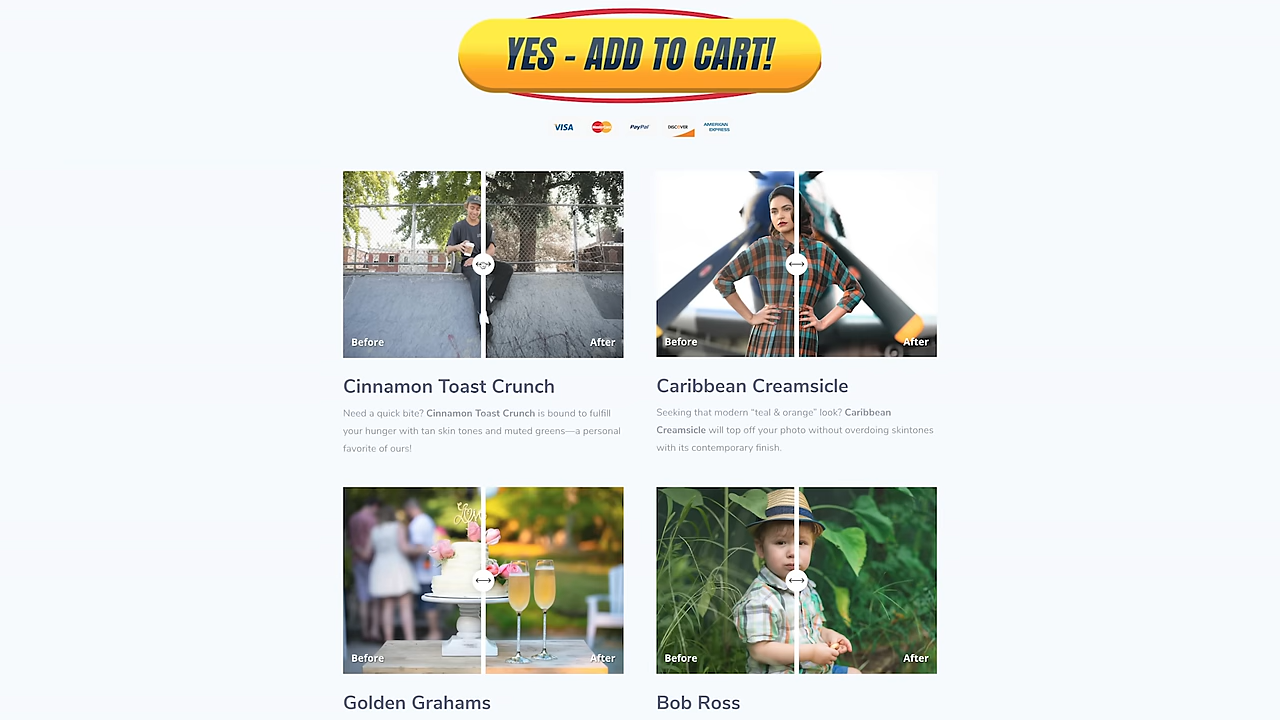 YES - ADD TO CART!
VISA MasterCard PayPal DISCOVER AMERICAN EXPRESS
Before After
Before After
Cinnamon Toast Crunch
Need a quick bite? Cinnamon Toast Crunch is bound to fulfill
your hunger with tan skin tones and muted greens—a personal
favorite of ours!
Caribbean Creamsicle
Seeking that modern “teal & orange” look? Caribbean
Creamsicle will top off your photo without overdoing skintones
with its contemporary finish.
Love
Before After
Before After
Golden Grahams
Bob Ross